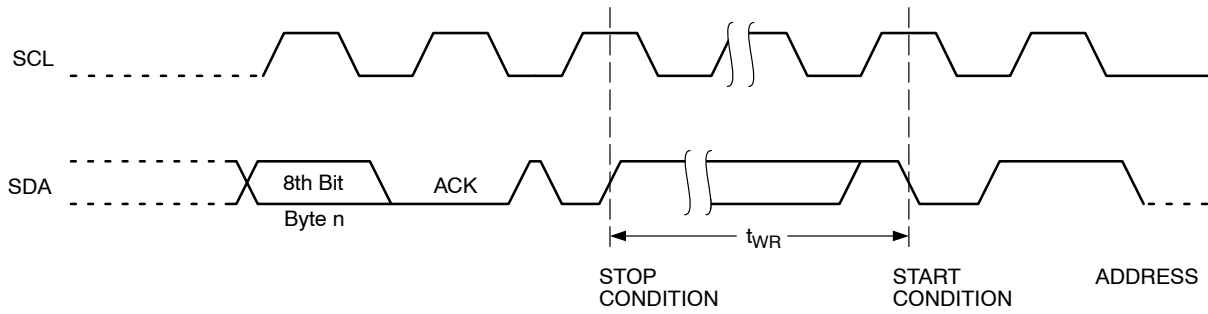 SCL
SDA
8th Bit
ACK
Byte n
tWR
STOP
CONDITION
START
CONDITION
ADDRESS